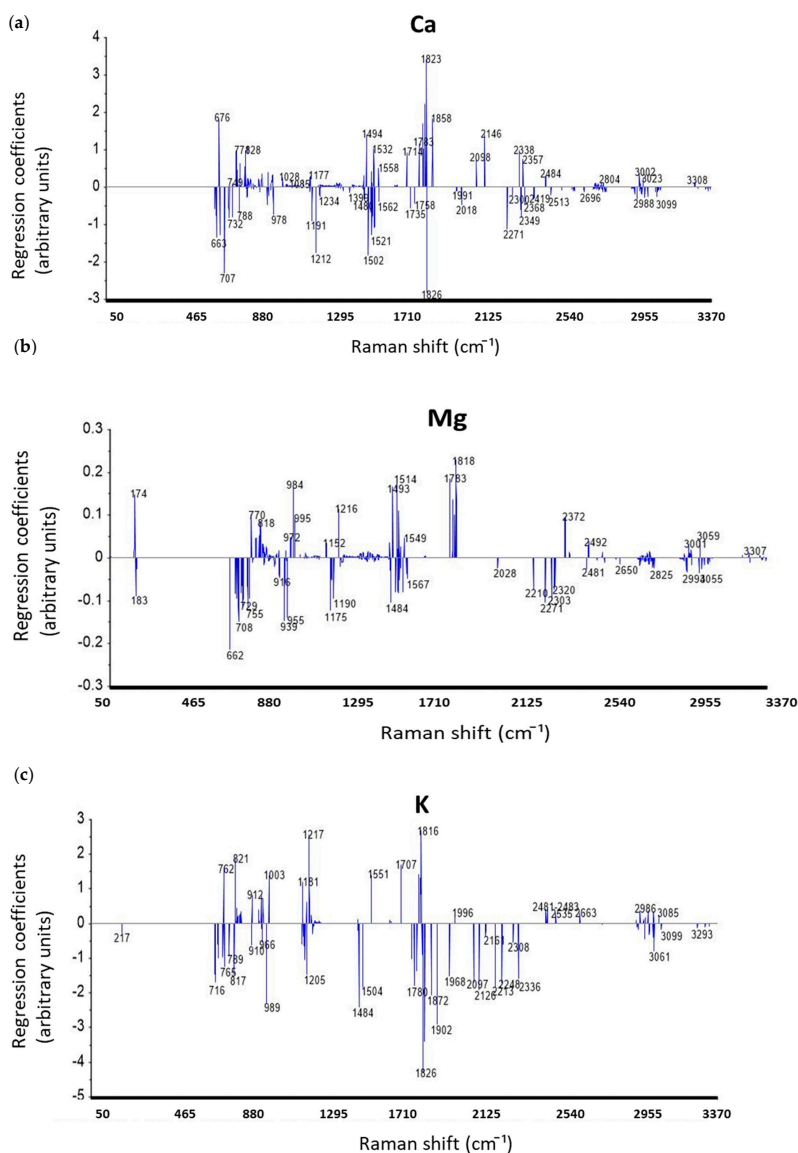 (a)
Ca
4
3
2
1
0
-1
-2
-3
Regression coefficients
(arbitrary units)
1823
676 1858
1494 2146
778 828 1532 1783 2338
1714 2098 2357
1558
1028 1177 2484 3002
749 1085 2804 3023 3308
1234 1991
732 788 978 1562 1735 1758 2018 2419 2513 2696 2988 3099
2368
663 1191 1521 2349
2271
1212 1502
707
1826
50 465 880 1295 1710 2125 2540 2955 3370
Raman shift (cm⁻¹)
(b)
Mg
0.3
0.2
0.1
0
-0.1
-0.2
-0.3
Regression coefficients
(arbitrary units)
1818
1514 1783
174 984 1493
770 995 1216
818 2372
972 1549
1152 2492 3001 3059
3307
916 1567 2028 2481 2650 2825 3055
183 729 755 1190 1484 2210 2320
2303
708 939 955 1175 2271
662
50 465 880 1295 1710 2125 2540 2955 3370
Raman shift (cm⁻¹)
(c)
K
3
2
1
0
-1
-2
-3
-4
-5
Regression coefficients
(arbitrary units)
1217 1816
821
762 1003 1551 1707
1181
912
1996 2481 2483 2986 3085
2535 2663
217 3099 3293
910 966 2308 3061
765 789
716 817 1205 1968 2097 2248 2336
1504 1780 1872 2126 2213
989 1484
1902
1826
50 465 880 1295 1710 2125 2540 2955 3370
Raman shift (cm⁻¹)